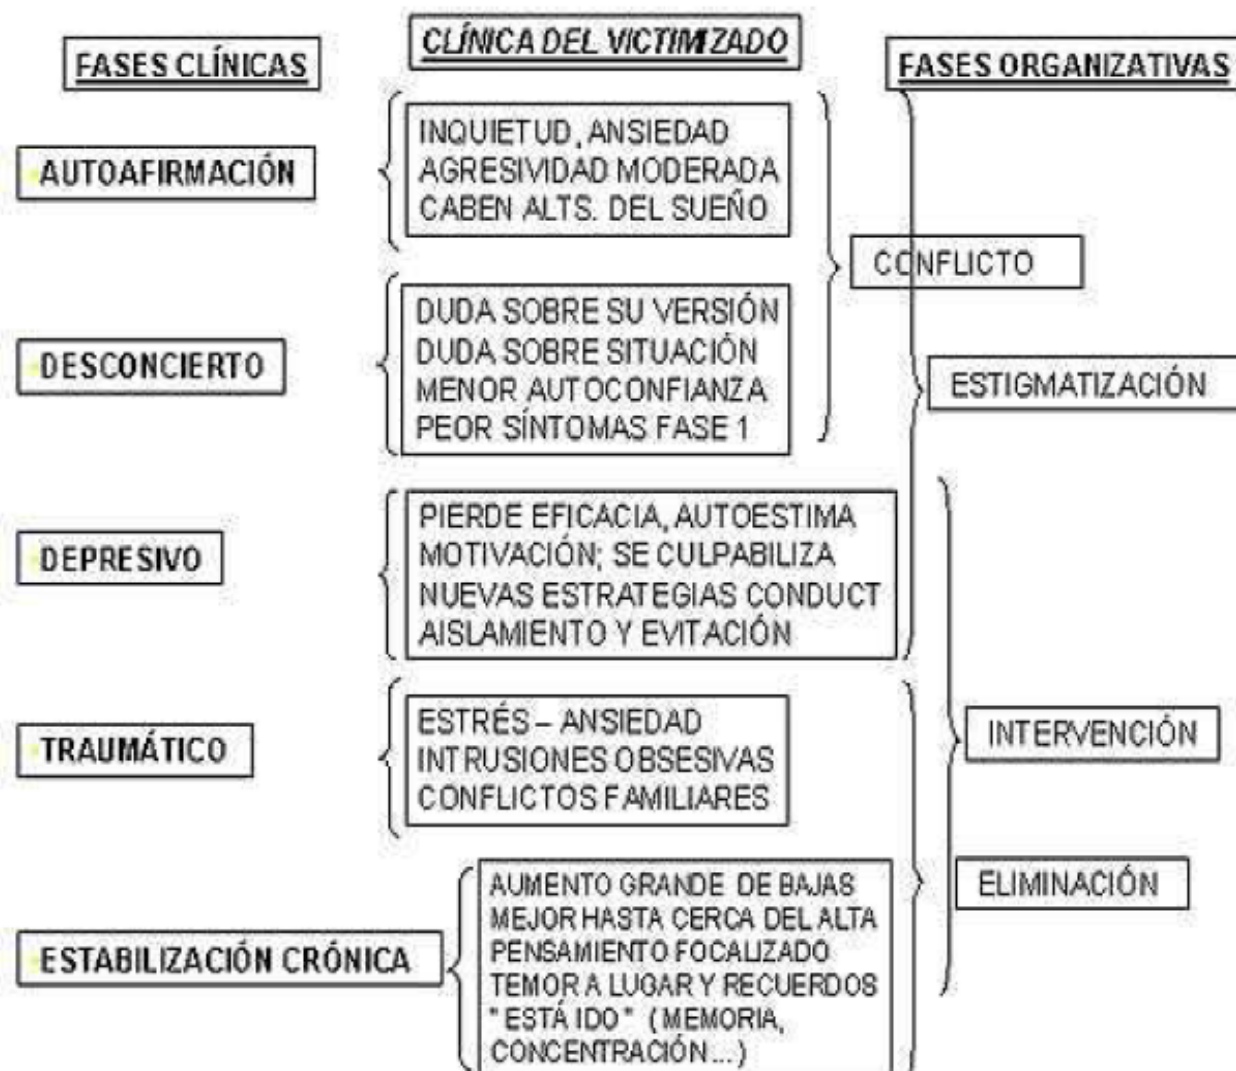 FASES CLÍNICAS
CLÍNICA DEL VICTIMIZADO
FASES ORGANIZATIVAS
AUTOAFIRMACIÓN
INQUIETUD, ANSIEDAD
AGRESIVIDAD MODERADA
CABEN ALTS. DEL SUEÑO
CONFLICTO
DESCONCIERTO
DUDA SOBRE SU VERSIÓN
DUDA SOBRE SITUACIÓN
MENOR AUTOCONFIANZA
PEOR SÍNTOMAS FASE 1
ESTIGMATIZACIÓN
DEPRESIVO
PIERDE EFICACIA, AUTOESTIMA
MOTIVACIÓN; SE CULPABILIZA
NUEVAS ESTRATEGIAS CONDUCT
AISLAMIENTO Y EVITACIÓN
TRAUMÁTICO
ESTRÉS – ANSIEDAD
INTRUSIONES OBSESIVAS
CONFLICTOS FAMILIARES
INTERVENCIÓN
ELIMINACIÓN
ESTABILIZACIÓN CRÓNICA
AUMENTO GRANDE DE BAJAS
MEJOR HASTA CERCA DEL ALTA
PENSAMIENTO FOCALIZADO
TEMOR A LUGAR Y RECUERDOS
" ESTÁ IDO " (MEMORIA,
CONCENTRACIÓN ...)